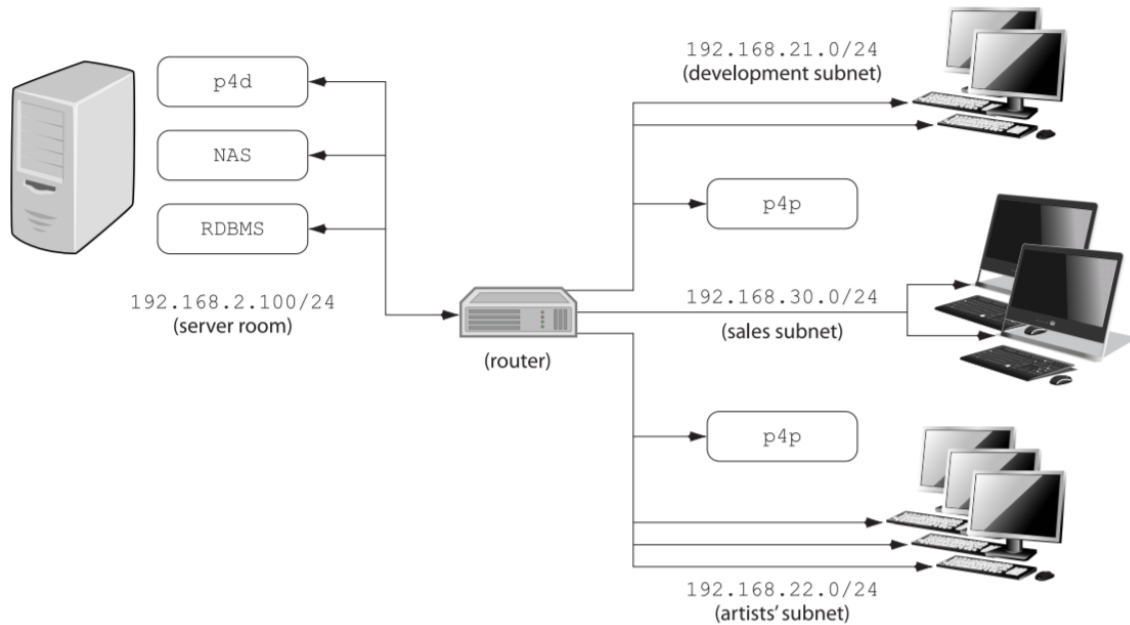 p4d
NAS
RDBMS
192.168.2.100/24
(server room)
(router)
192.168.21.0/24
(development subnet)
p4p
192.168.30.0/24
(sales subnet)
p4p
192.168.22.0/24
(artists’ subnet)